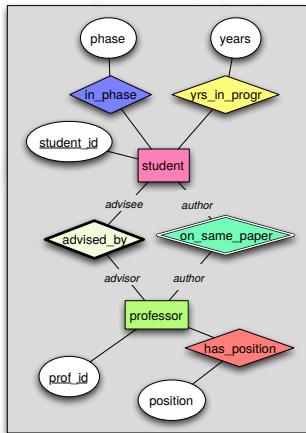 phase
years
in_phase
yrs_in_progr
student_id
student
advisee
author
advised_by
on_same_paper
advisor
author
professor
has_position
prof_id
position